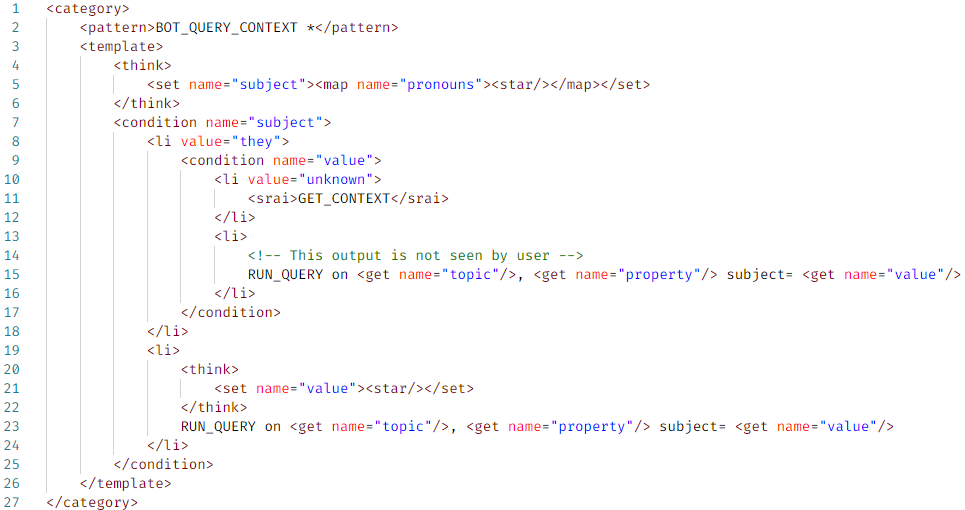 1 <category>
2 <pattern>BOT_QUERY_CONTEXT *</pattern>
3 <template>
4 <think>
5 <set name="subject"><map name="pronouns"><star/></map></set>
6 </think>
7 <condition name="subject">
8 <li value="they">
9 <condition name="value">
10 <li value="unknown">
11 <srai>GET_CONTEXT</srai>
12 </li>
13 <li>
14 <!-- This output is not seen by user -->
15 RUN_QUERY on <get name="topic"/>, <get name="property"/> subject= <get name="value"/>
16 </li>
17 </condition>
18 </li>
19 <li>
20 <think>
21 <set name="value"><star/></set>
22 </think>
23 RUN_QUERY on <get name="topic"/>, <get name="property"/> subject= <get name="value"/>
24 </li>
25 </condition>
26 </template>
27 </category>